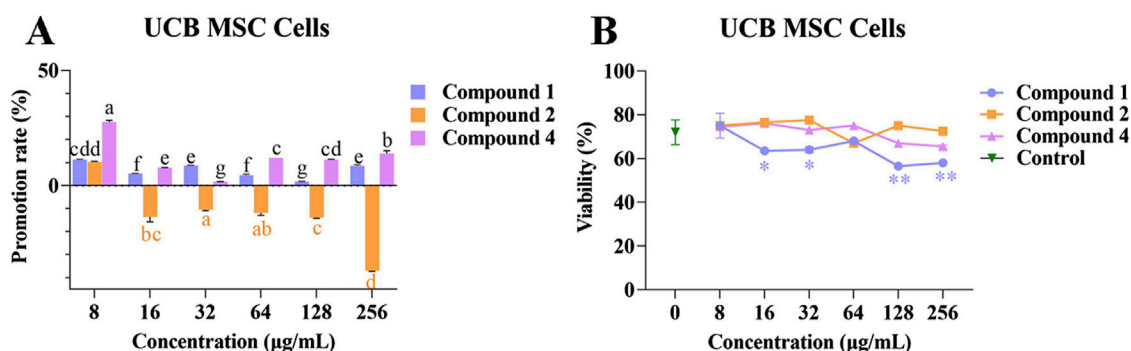 A
UCB MSC Cells
Promotion rate (%)
50
0
cdd
a
f
e
e
g
f
c
g
cd
e
b
bc
a
ab
c
d
8
16
32
64
128
256
Concentration (µg/mL)
Compound 1
Compound 2
Compound 4
B
UCB MSC Cells
Viability (%)
100
80
60
40
20
0
*
*
**
**
0
8
16
32
64
128
256
Concentration (µg/mL)
Compound 1
Compound 2
Compound 4
Control